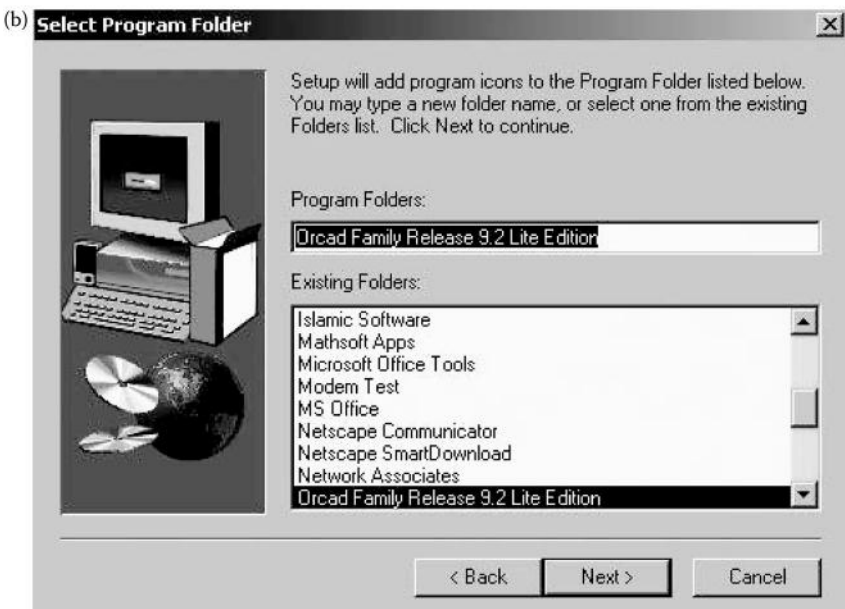 (b)
Select Program Folder
Setup will add program icons to the Program Folder listed below.
You may type a new folder name, or select one from the existing
Folders list. Click Next to continue.
Program Folders:
Orcad Family Release 9.2 Lite Edition
Existing Folders:
Islamic Software
Mathsoft Apps
Microsoft Office Tools
Modem Test
MS Office
Netscape Communicator
Netscape SmartDownload
Network Associates
Orcad Family Release 9.2 Lite Edition
< Back
Next >
Cancel